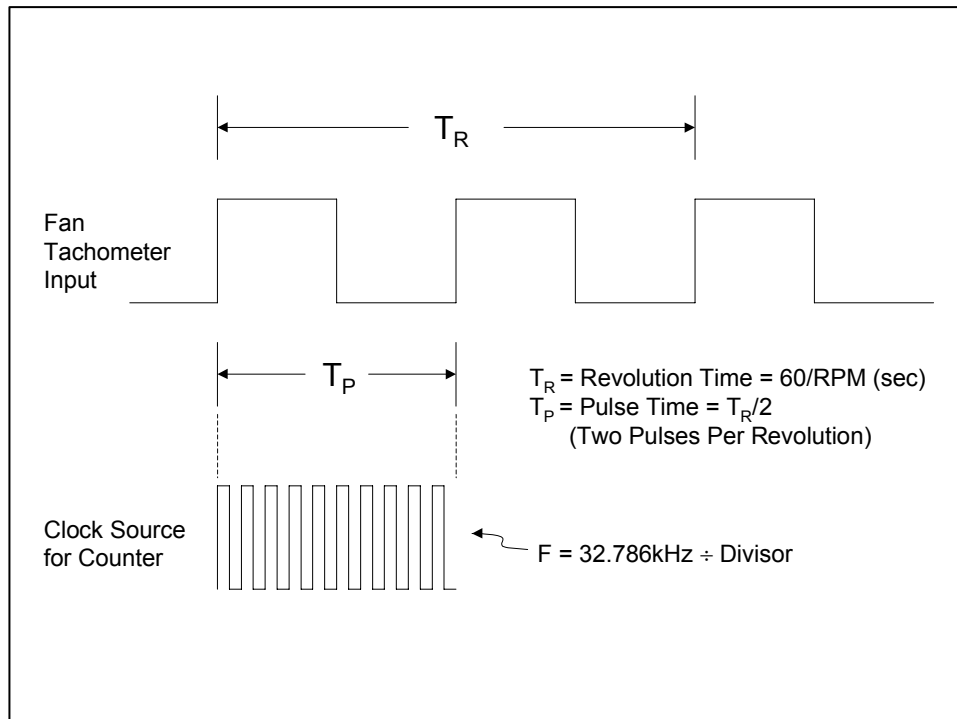 T_R
Fan
Tachometer
Input
T_P
T_R = Revolution Time = 60/RPM (sec)
T_P = Pulse Time = T_R/2
(Two Pulses Per Revolution)
Clock Source
for Counter
F = 32.786kHz ÷ Divisor